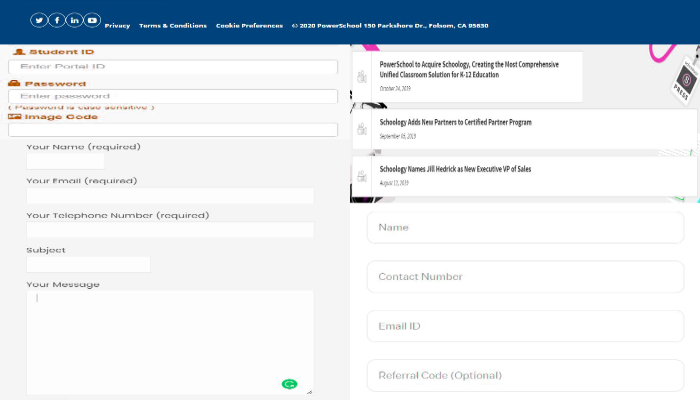 Privacy Terms & Conditions Cookie Preferences © 2020 PowerSchool 150 Parkshore Dr., Folsom, CA 95630
Student ID
Enter Portal ID
Password
Enter password
( Password is case sensitive )
Image Code
Your Name (required)
Your Email (required)
Your Telephone Number (required)
Subject
Your Message
PowerSchool to Acquire Schoology, Creating the Most Comprehensive
Unified Classroom Solution for K-12 Education
October 24, 2019
Schoology Adds New Partners to Certified Partner Program
September 05, 2019
Schoology Names Jill Hedrick as New Executive VP of Sales
August 13, 2019
PRESS
Name
Contact Number
Email ID
Referral Code (Optional)